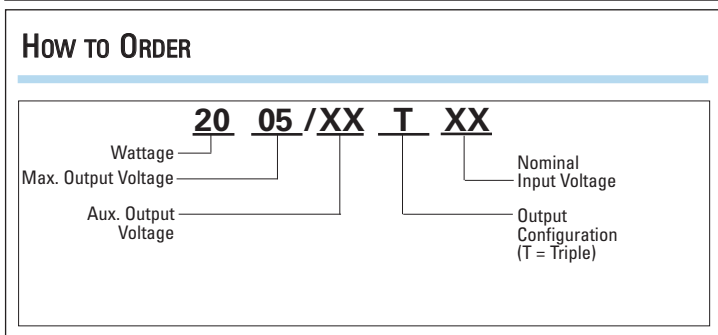 HOW TO ORDER
20 05 / XX T XX
Wattage
Max. Output Voltage
Aux. Output
Voltage
Nominal
Input Voltage
Output
Configuration
(T = Triple)